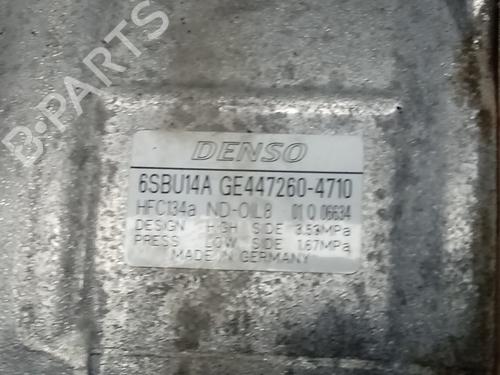 B-PARTS
DENSO
6SBU14A GE447260-4710
HFC134a ND-OIL8 01 Q 06634
DESIGN HIGH SIDE 3.53MPa
PRESS LOW SIDE 1.67MPa
MADE IN GERMANY